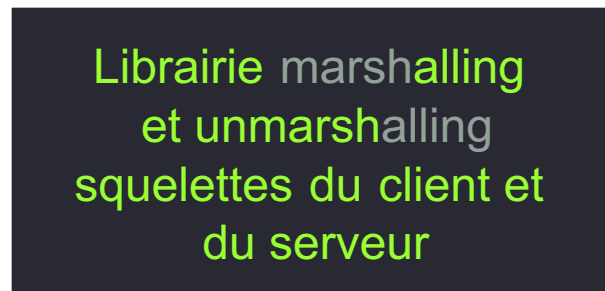 Librairie marshalling
et unmarshalling
squelettes du client et
du serveur